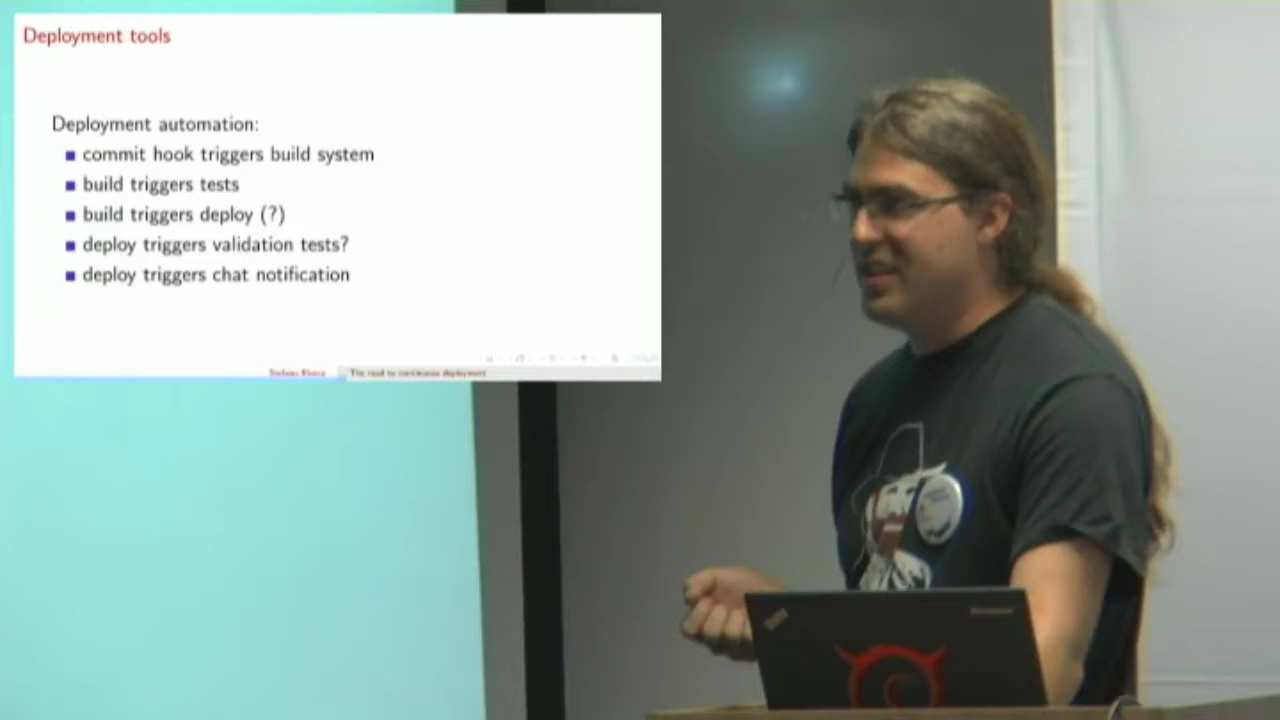 Deployment tools
Deployment automation:
commit hook triggers build system
build triggers tests
build triggers deploy (?)
deploy triggers validation tests?
deploy triggers chat notification
The road to continuous deployment